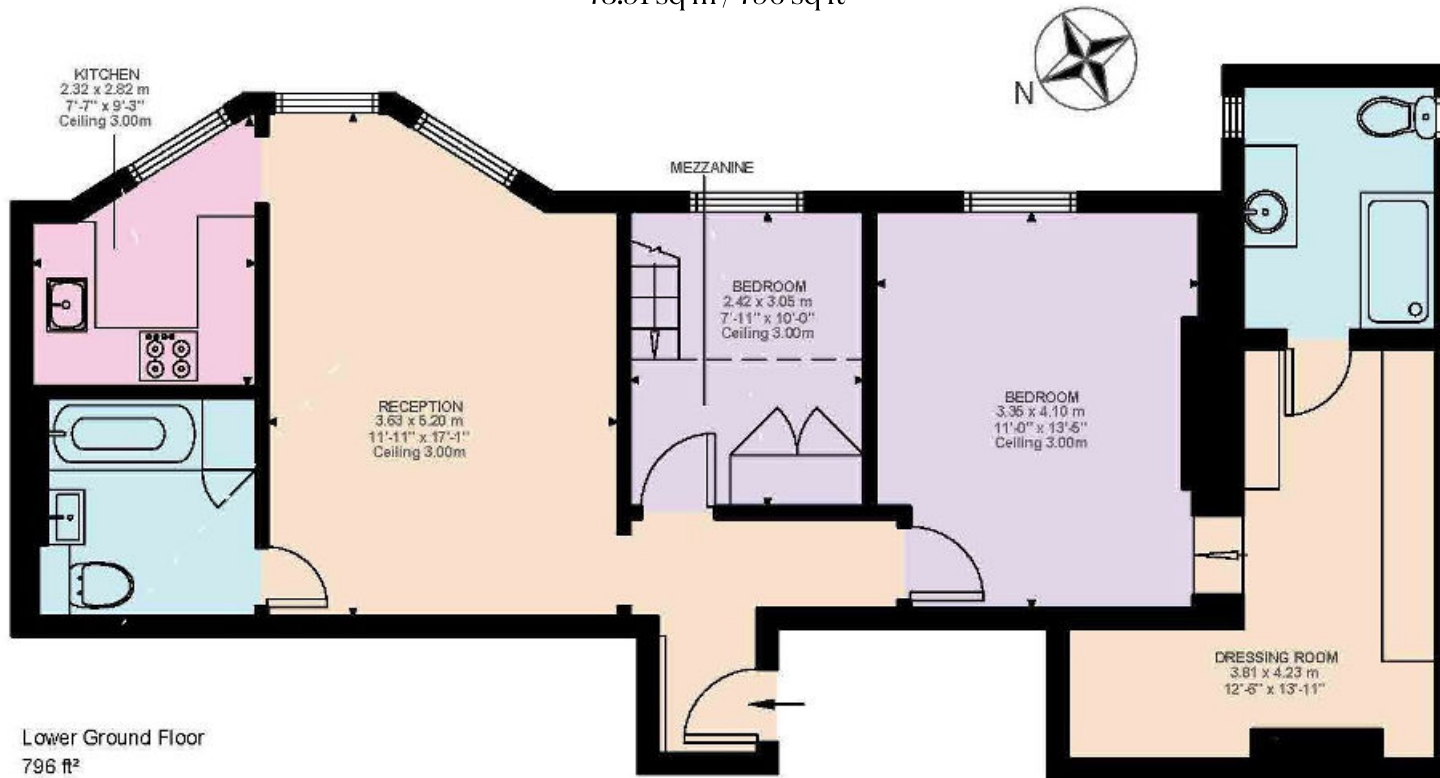 KITCHEN
2.32 x 2.82 m
7'-7" x 9'-3"
Ceiling 3.00m
N
MEZZANINE
BEDROOM
2.42 x 3.05 m
7'-11" x 10'-0"
Ceiling 3.00m
RECEPTION
3.63 x 5.20 m
11'-11" x 17'-1"
Ceiling 3.00m
BEDROOM
3.35 x 4.10 m
11'-0" x 13'-5"
Ceiling 3.00m
DRESSING ROOM
3.81 x 4.23 m
12'-6" x 13'-11"
Lower Ground Floor
796 ft²